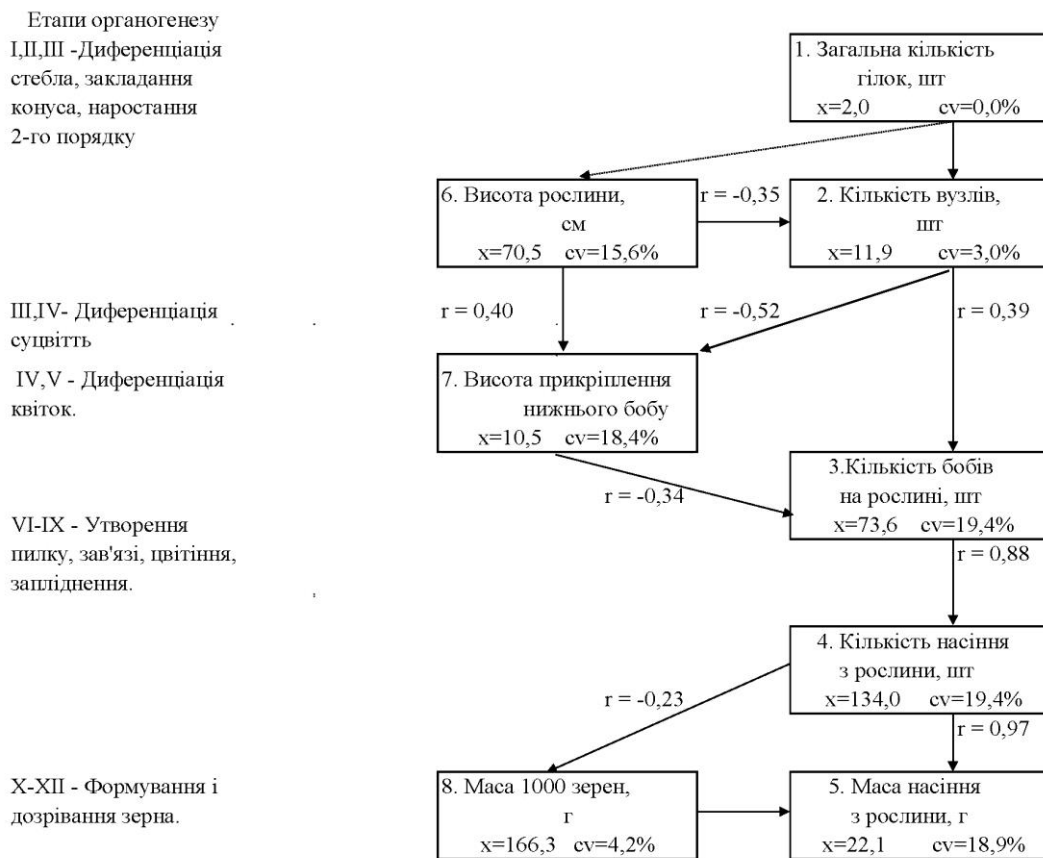 Етапи органогенезу
I,II,III -Диференціація
стебла, закладання
конуса, наростання
2-го порядку
1. Загальна кількість
гілок, шт
x=2,0 cv=0,0%
6. Висота рослини,
см
x=70,5 cv=15,6%
r = -0,35
2. Кількість вузлів,
шт
x=11,9 cv=3,0%
III,IV- Диференціація
суцвітть
r = 0,40
r = -0,52
r = 0,39
IV,V - Диференціація
квіток.
7. Висота прикріплення
нижнього бобу
x=10,5 cv=18,4%
r = -0,34
3.Кількість бобів
на рослині, шт
x=73,6 cv=19,4%
VI-IX - Утворення
пилку, зав'язі, цвітіння,
запліднення.
r = 0,88
4. Кількість насіння
з рослини, шт
x=134,0 cv=19,4%
r = -0,23
r = 0,97
X-XII - Формування і
дозрівання зерна.
8. Маса 1000 зерен,
г
x=166,3 cv=4,2%
5. Маса насіння
з рослини, г
x=22,1 cv=18,9%